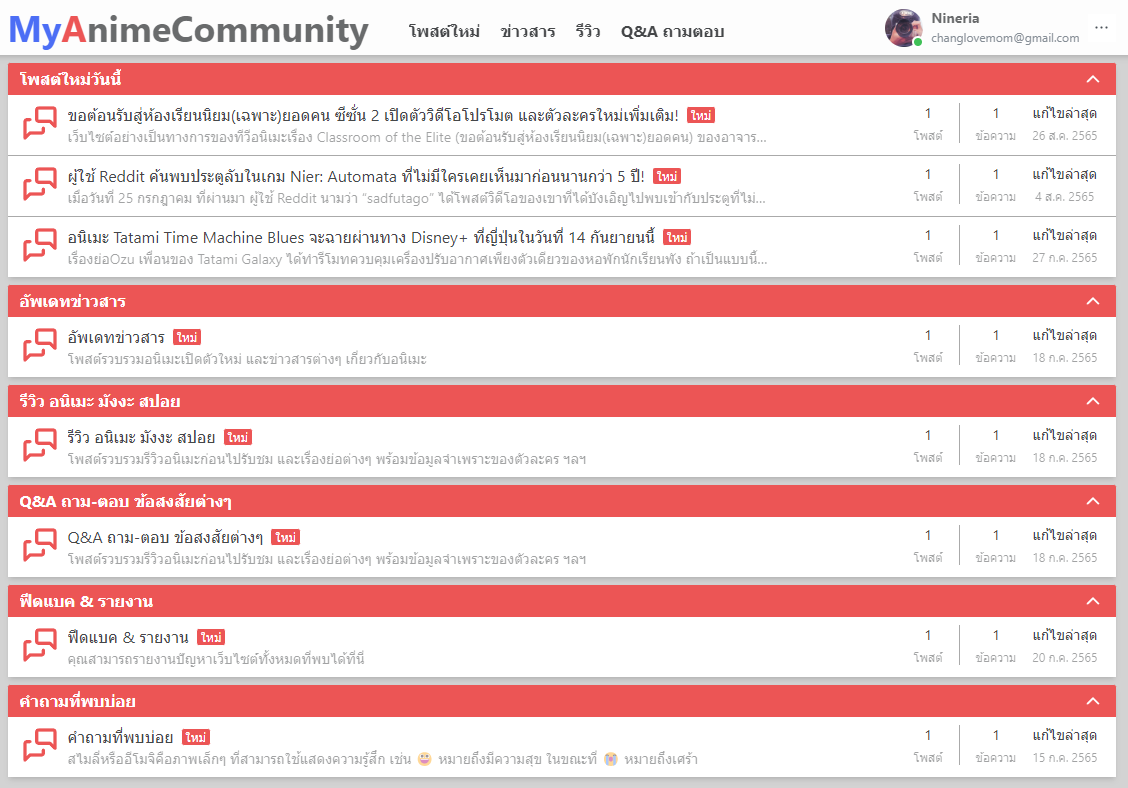 MyAnimeCommunity
โพสต์ใหม่ ข่าวสาร รีวิว Q&A ถามตอบ
Nineria
changlovemom@gmail.com
โพสต์ใหม่วันนี้
ขอต้อนรับสู่ห้องเรียนนิยม(เฉพาะ)ยอดคน ซีซั่น 2 เปิดตัววิดีโอโปรโมต และตัวละครใหม่เพิ่มเติม! ใหม่
เว็บไซต์อย่างเป็นทางการของทีวีอนิเมะเรื่อง Classroom of the Elite (ขอต้อนรับสู่ห้องเรียนนิยม(เฉพาะ)ยอดคน) ของอาจาร...
1 1 แก้ไขล่าสุด
โพสต์ ข้อความ 26 ส.ค. 2565
ผู้ใช้ Reddit ค้นพบประตูลับในเกม Nier: Automata ที่ไม่มีใครเคยเห็นมาก่อนนานกว่า 5 ปี! ใหม่
เมื่อวันที่ 25 กรกฎาคม ที่ผ่านมา ผู้ใช้ Reddit นามว่า “sadfutago” ได้โพสต์วิดีโอของเขาที่ได้บังเอิญไปพบเข้ากับประตูที่ไม่...
1 1 แก้ไขล่าสุด
โพสต์ ข้อความ 4 ส.ค. 2565
อนิเมะ Tatami Time Machine Blues จะฉายผ่านทาง Disney+ ที่ญี่ปุ่นในวันที่ 14 กันยายนนี้ ใหม่
เรื่องย่อOzu เพื่อนของ Tatami Galaxy ได้ทำรีโมทควบคุมเครื่องปรับอากาศเพียงตัวเดียวของหอพักนักเรียนพัง ถ้าเป็นแบบนี้...
1 1 แก้ไขล่าสุด
โพสต์ ข้อความ 27 ก.ค. 2565
อัพเดทข่าวสาร
อัพเดทข่าวสาร ใหม่
โพสต์รวบรวมอนิเมะเปิดตัวใหม่ และข่าวสารต่างๆ เกี่ยวกับอนิเมะ
1 1 แก้ไขล่าสุด
โพสต์ ข้อความ 18 ก.ค. 2565
รีวิว อนิเมะ มังงะ สปอย
รีวิว อนิเมะ มังงะ สปอย ใหม่
โพสต์รวบรวมรีวิวอนิเมะก่อนไปรับชม และเรื่องย่อต่างๆ พร้อมข้อมูลจำเพราะของตัวละคร ฯลฯ
1 1 แก้ไขล่าสุด
โพสต์ ข้อความ 18 ก.ค. 2565
Q&A ถาม-ตอบ ข้อสงสัยต่างๆ
Q&A ถาม-ตอบ ข้อสงสัยต่างๆ ใหม่
โพสต์รวบรวมรีวิวอนิเมะก่อนไปรับชม และเรื่องย่อต่างๆ พร้อมข้อมูลจำเพราะของตัวละคร ฯลฯ
1 1 แก้ไขล่าสุด
โพสต์ ข้อความ 18 ก.ค. 2565
ฟีดแบค & รายงาน
ฟีดแบค & รายงาน ใหม่
คุณสามารถรายงานปัญหาเว็บไซต์ทั้งหมดที่พบได้ที่นี่
1 1 แก้ไขล่าสุด
โพสต์ ข้อความ 20 ก.ค. 2565
คำถามที่พบบ่อย
คำถามที่พบบ่อย ใหม่
สไมลี่หรืออีโมจิคือภาพเล็กๆ ที่สามารถใช้แสดงความรู้สึก เช่น 😀 หมายถึงมีความสุข ในขณะที่ 😭 หมายถึงเศร้า
1 1 แก้ไขล่าสุด
โพสต์ ข้อความ 15 ก.ค. 2565